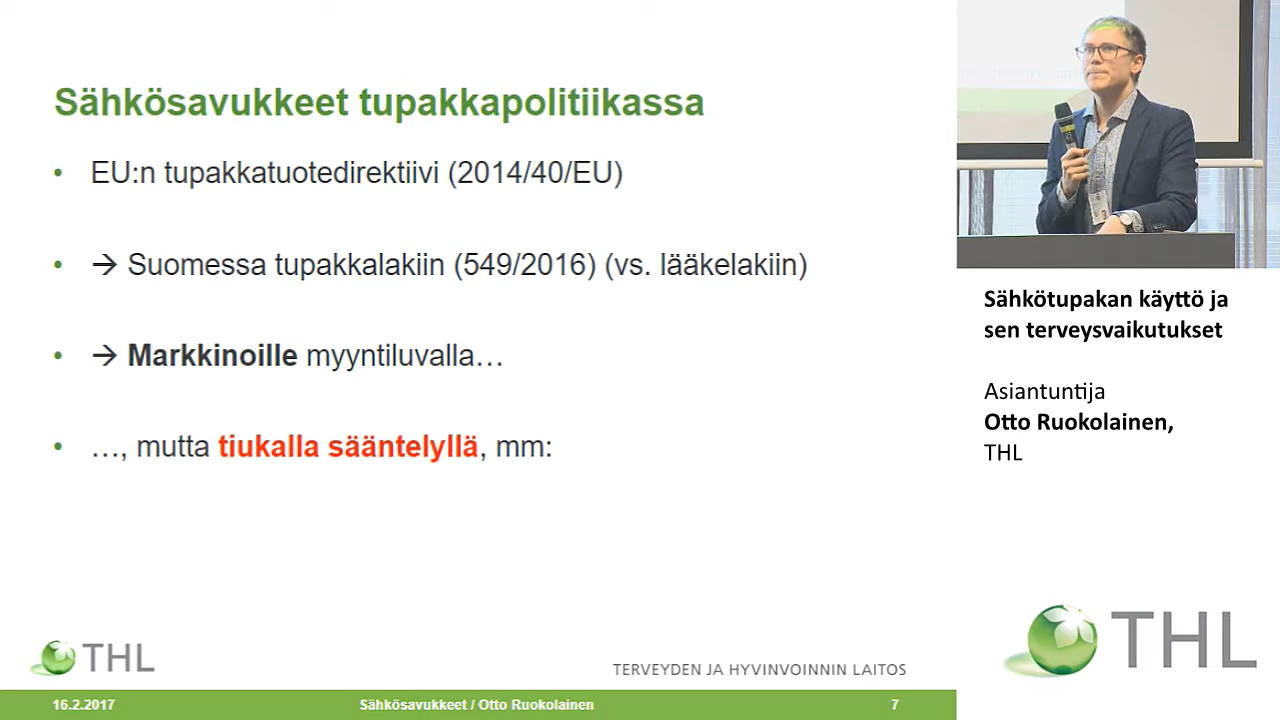 Sähkösavukkeet tupakkapolitiikassa
• EU:n tupakkatuotedirektiivi (2014/40/EU)
• → Suomessa tupakkalakiin (549/2016) (vs. lääkelakiin)
• → Markkinoille myyntiluvalla…
• …, mutta tiukalla sääntelyllä, mm:
THL
TERVEYDEN JA HYVINVOINNIN LAITOS
16.2.2017 Sähkösavukkeet / Otto Ruokolainen 7
Sähkötupakan käyttö ja
sen terveysvaikutukset
Asiantuntija
Otto Ruokolainen,
THL
THL